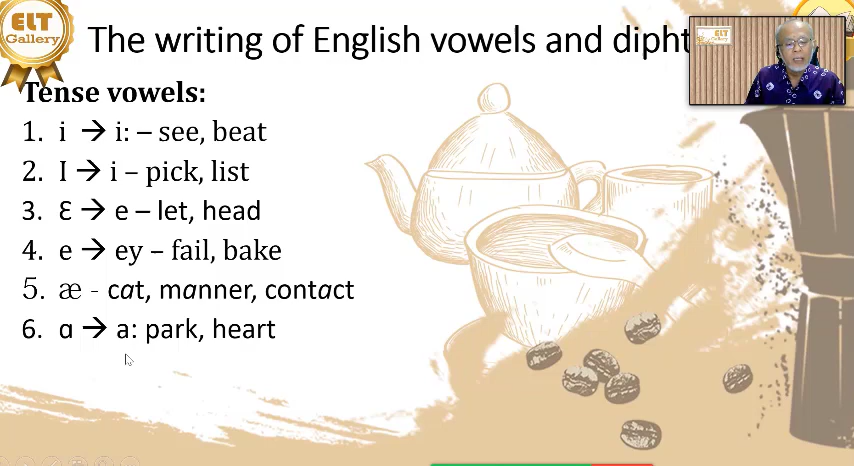 ELT
Gallery
The writing of English vowels and dipht
ELT
Tense vowels:
1. i → i: – see, beat
2. I → i – pick, list
3. Ɛ → e – let, head
4. e → ey – fail, bake
5. æ - cat, manner, contact
6. ɑ → a: park, heart